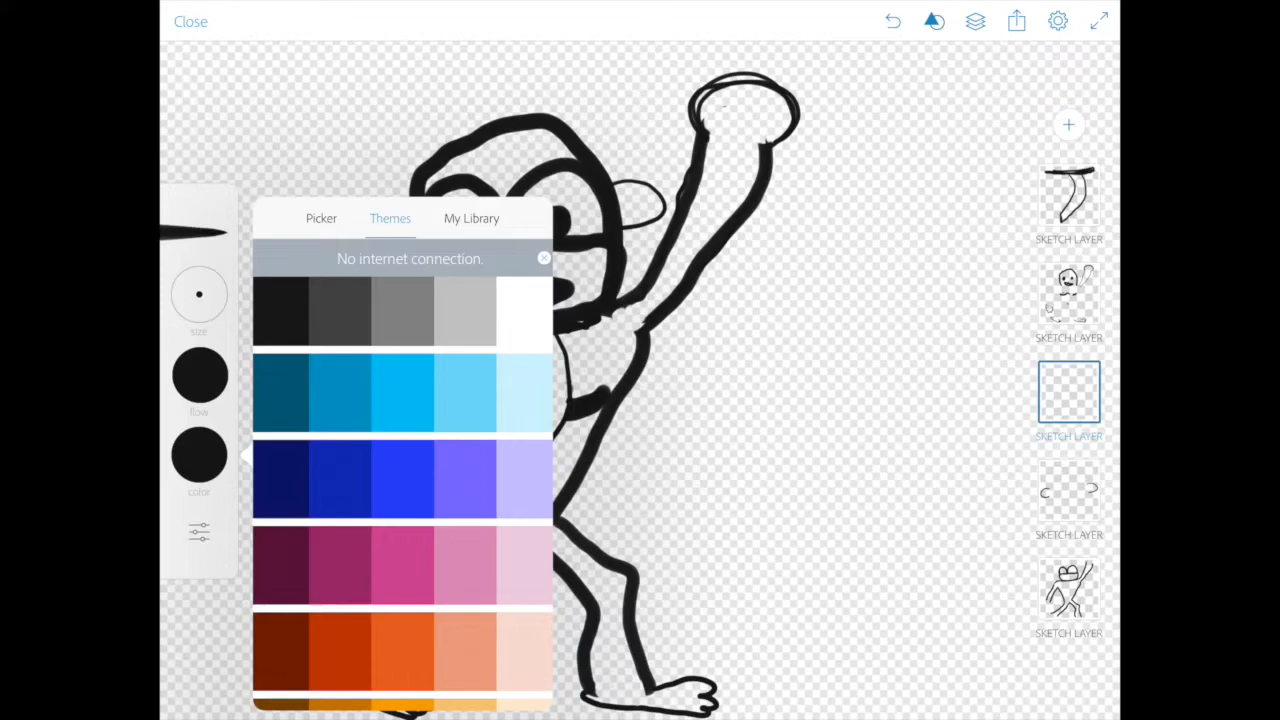 Close
Picker Themes My Library
No internet connection.
size
flow
color
SKETCH LAYER
SKETCH LAYER
SKETCH LAYER
SKETCH LAYER
SKETCH LAYER